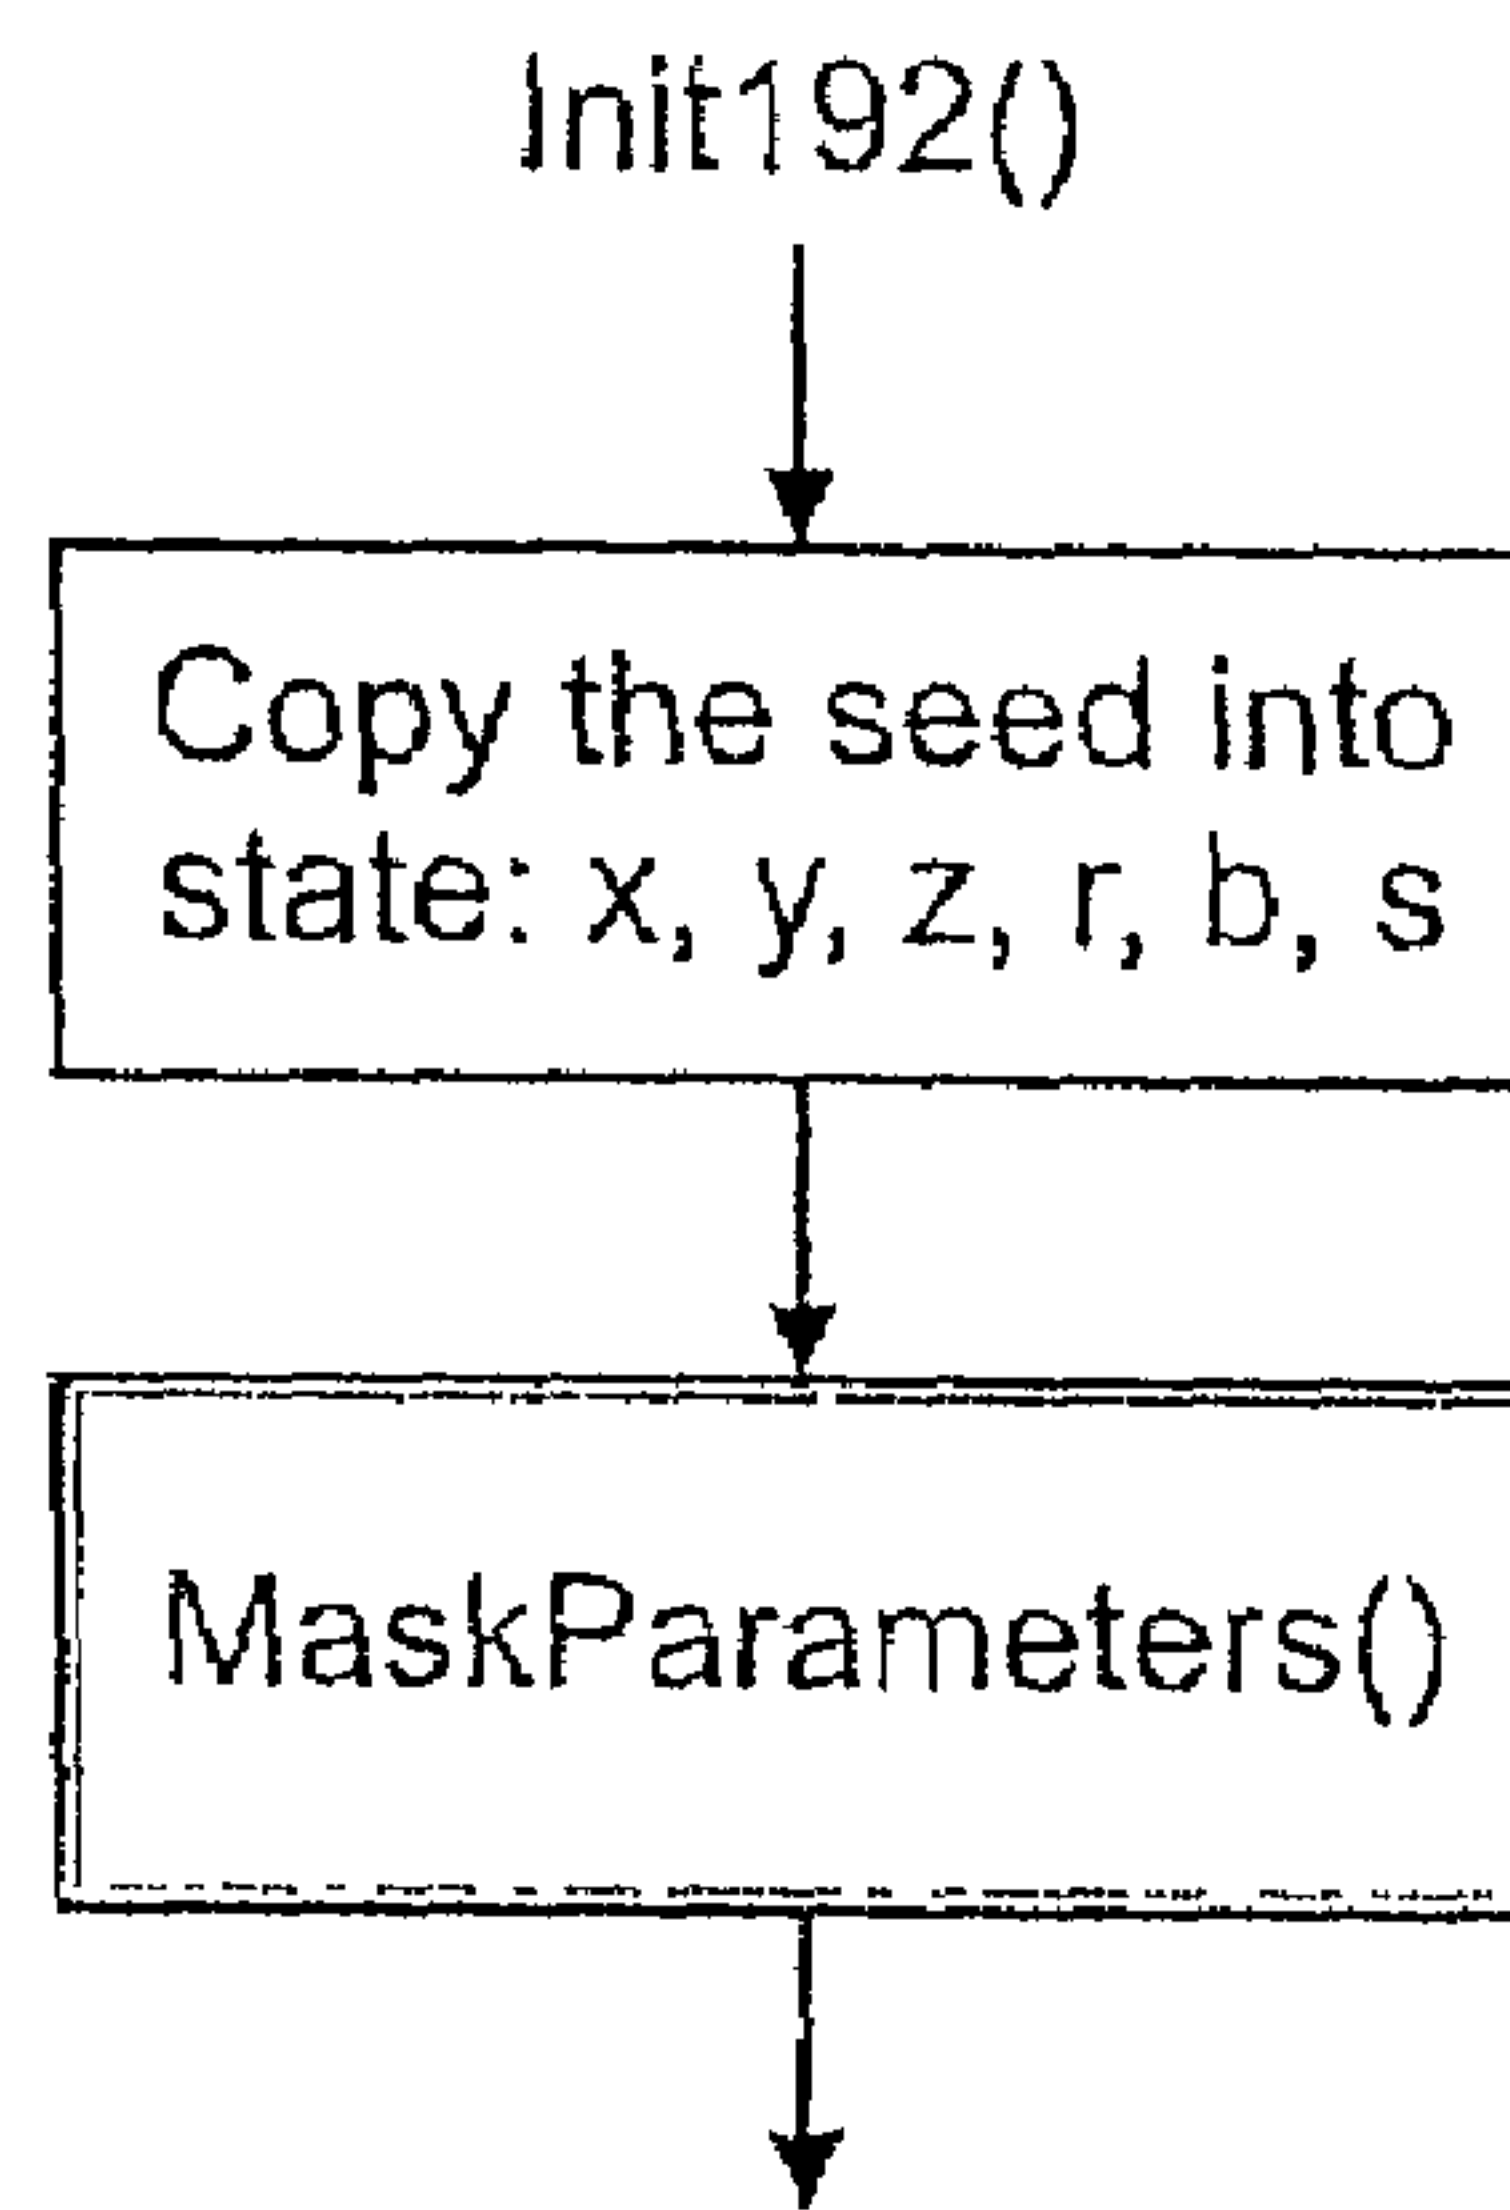 Init192()
Copy the seed into
state: x, y, z, r, b, s
MaskParameters()